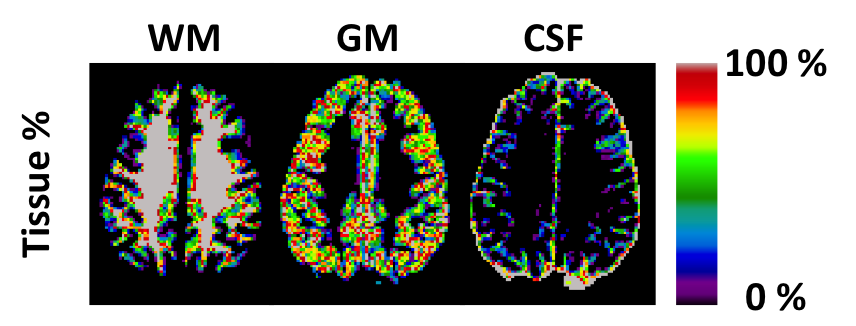 WM GM CSF
100 %
Tissue %
0 %